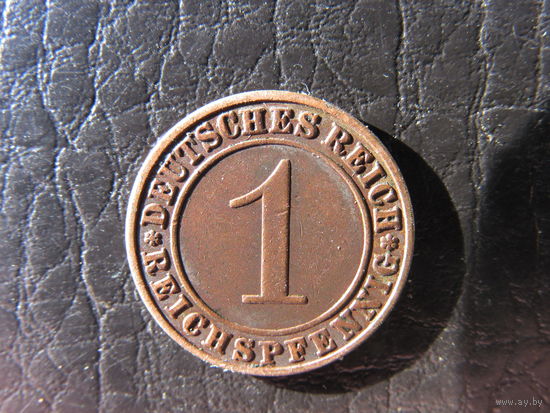 DEUTSCHES REICH
1
REICHSPFENNIG
www.ay.by